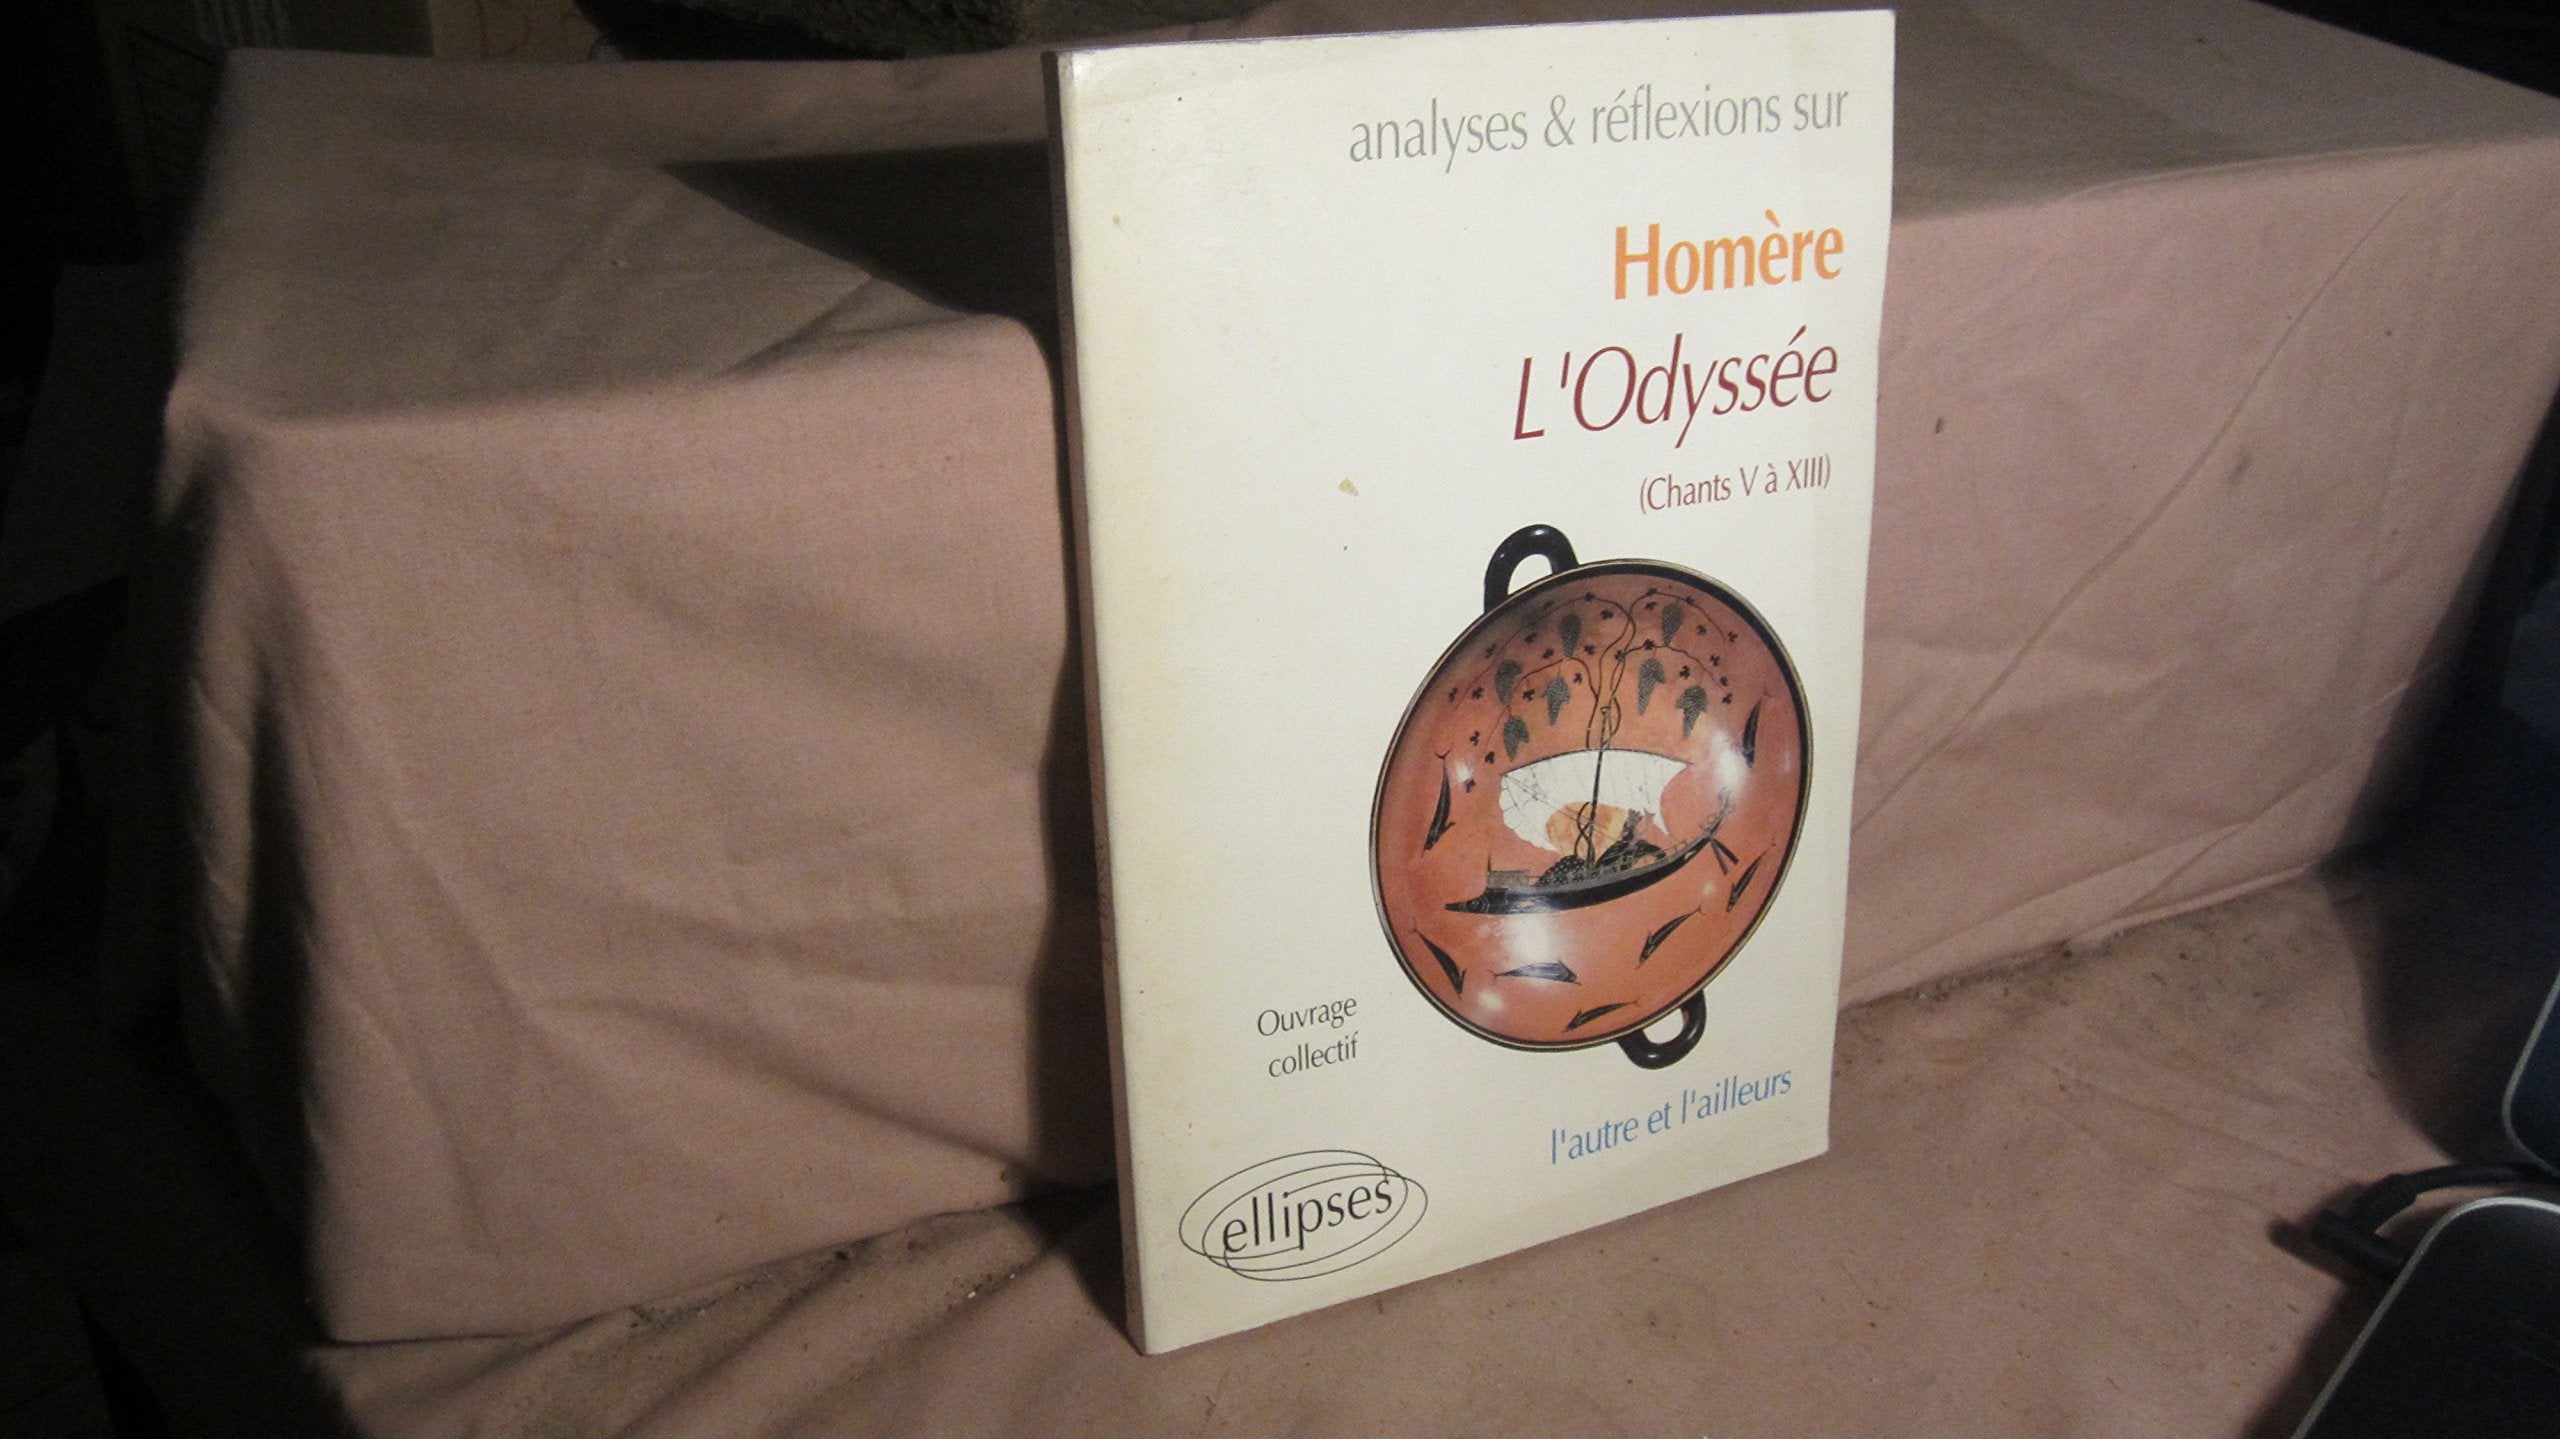 analyses & réflexions sur
Homère
L'Odyssée
(Chants V à XIII)
Ouvrage
collectif
l'autre et l'ailleurs
ellipses